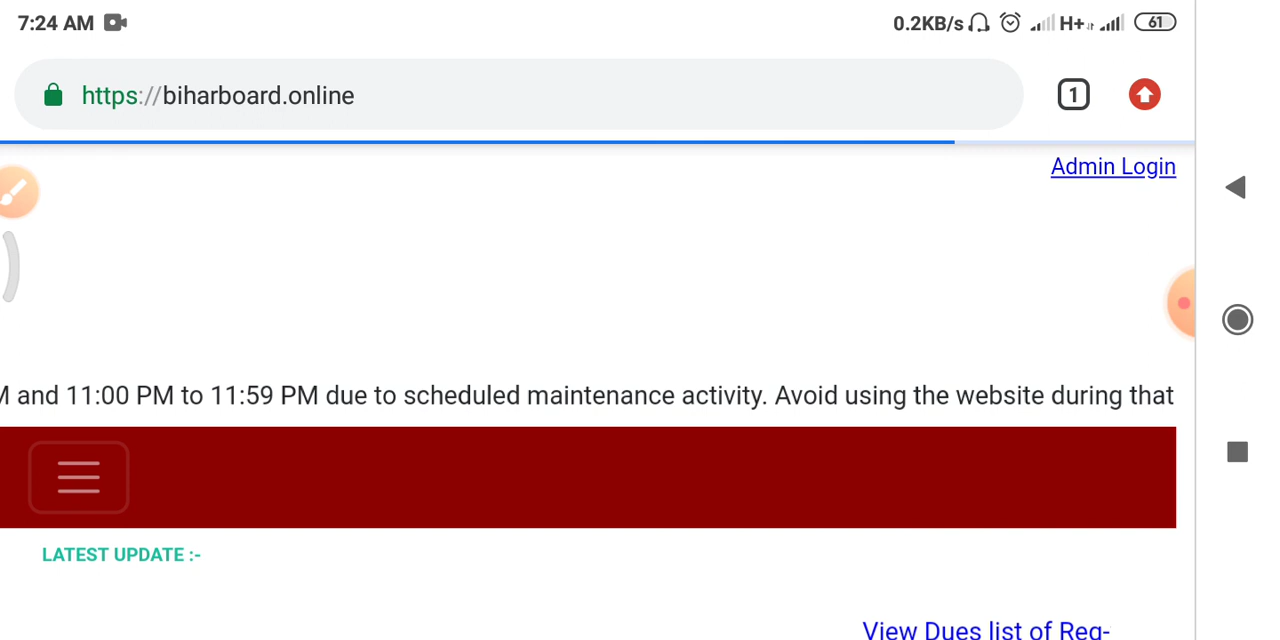 7:24 AM
0.2KB/s H+ 61
https://biharboard.online
1
Admin Login
and 11:00 PM to 11:59 PM due to scheduled maintenance activity. Avoid using the website during that
LATEST UPDATE :-
View Dues list of Reg-